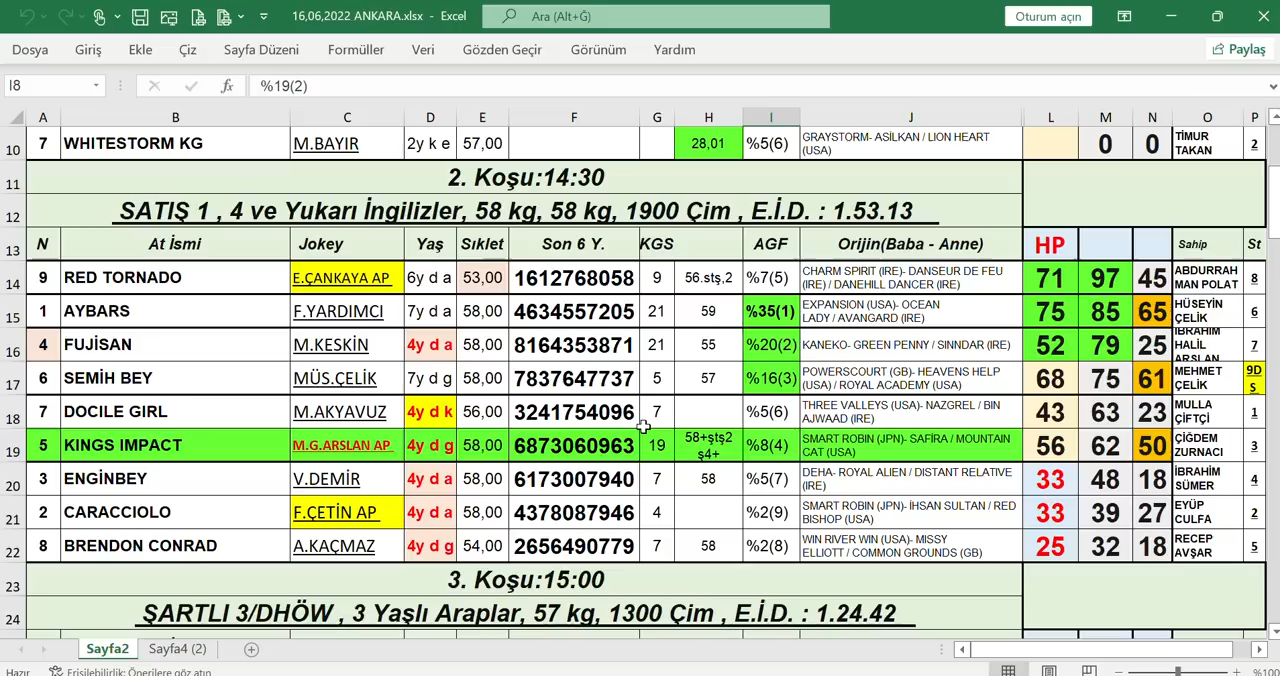 16,06,2022 ANKARA.xlsx - Excel
Ara (Alt+Ğ)
Oturum açın
Dosya Giriş Ekle Çiz Sayfa Düzeni Formüller Veri Gözden Geçir Görünüm Yardım Paylaş
I8 fx %19(2)
A B C D E F G H I J L M N O P
10 7 WHITESTORM KG M.BAYIR 2y k e 57,00 28,01 %5(6) GRAYSTORM- ASİLKAN / LION HEART (USA) 0 0 TİMUR TAKAN 2
11 2. Koşu:14:30
12 SATIŞ 1 , 4 ve Yukarı İngilizler, 58 kg, 58 kg, 1900 Çim , E.İ.D. : 1.53.13
13 N At İsmi Jokey Yaş Sıklet Son 6 Y. KGS AGF Orijin(Baba - Anne) HP Sahip St
14 9 RED TORNADO E.ÇANKAYA AP 6y d a 53,00 1612768058 9 56.stş,2 %7(5) CHARM SPIRIT (IRE)- DANSEUR DE FEU (IRE) / DANEHILL DANCER (IRE) 71 97 45 ABDURRAH MAN POLAT 8
15 1 AYBARS F.YARDIMCI 7y d a 58,00 4634557205 21 59 %35(1) EXPANSION (USA)- OCEAN LADY / AVANGARD (IRE) 75 85 65 HÜSEYİN ÇELİK 6
16 4 FUJİSAN M.KESKİN 4y d a 58,00 8164353871 21 55 %20(2) KANEKO- GREEN PENNY / SINNDAR (IRE) 52 79 25 İBRAHİM HALİL ARSLAN 7
17 6 SEMİH BEY MÜS.ÇELİK 7y d g 58,00 7837647737 5 57 %16(3) POWERSCOURT (GB)- HEAVENS HELP (USA) / ROYAL ACADEMY (USA) 68 75 61 MEHMET ÇELİK 9D S
18 7 DOCILE GIRL M.AKYAVUZ 4y d k 56,00 3241754096 7 %5(6) THREE VALLEYS (USA)- NAZGREL / BIN AJWAAD (IRE) 43 63 23 MULLA ÇİFTÇİ 1
19 5 KINGS IMPACT M.G.ARSLAN AP 4y d g 58,00 6873060963 19 58+ştş2 ş4+ %8(4) SMART ROBIN (JPN)- SAFİRA / MOUNTAIN CAT (USA) 56 62 50 ÇİĞDEM ZURNACI 3
20 3 ENGİNBEY V.DEMİR 4y d a 58,00 6173007940 7 58 %5(7) DEHA- ROYAL ALIEN / DISTANT RELATIVE (IRE) 33 48 18 İBRAHİM SÜMER 4
21 2 CARACCIOLO F.ÇETİN AP 4y d a 58,00 4378087946 4 %2(9) SMART ROBIN (JPN)- İHSAN SULTAN / RED BISHOP (USA) 33 39 27 EYÜP CULFA 2
22 8 BRENDON CONRAD A.KAÇMAZ 4y d g 54,00 2656490779 7 58 %2(8) WIN RIVER WIN (USA)- MISSY ELLIOTT / COMMON GROUNDS (GB) 25 32 18 RECEP AVŞAR 5
23 3. Koşu:15:00
24 ŞARTLI 3/DHÖW , 3 Yaşlı Araplar, 57 kg, 1300 Çim , E.İ.D. : 1.24.42
Sayfa2 Sayfa4 (2)
Hazır Erişilebilirlik: Önerilere göz atın %100